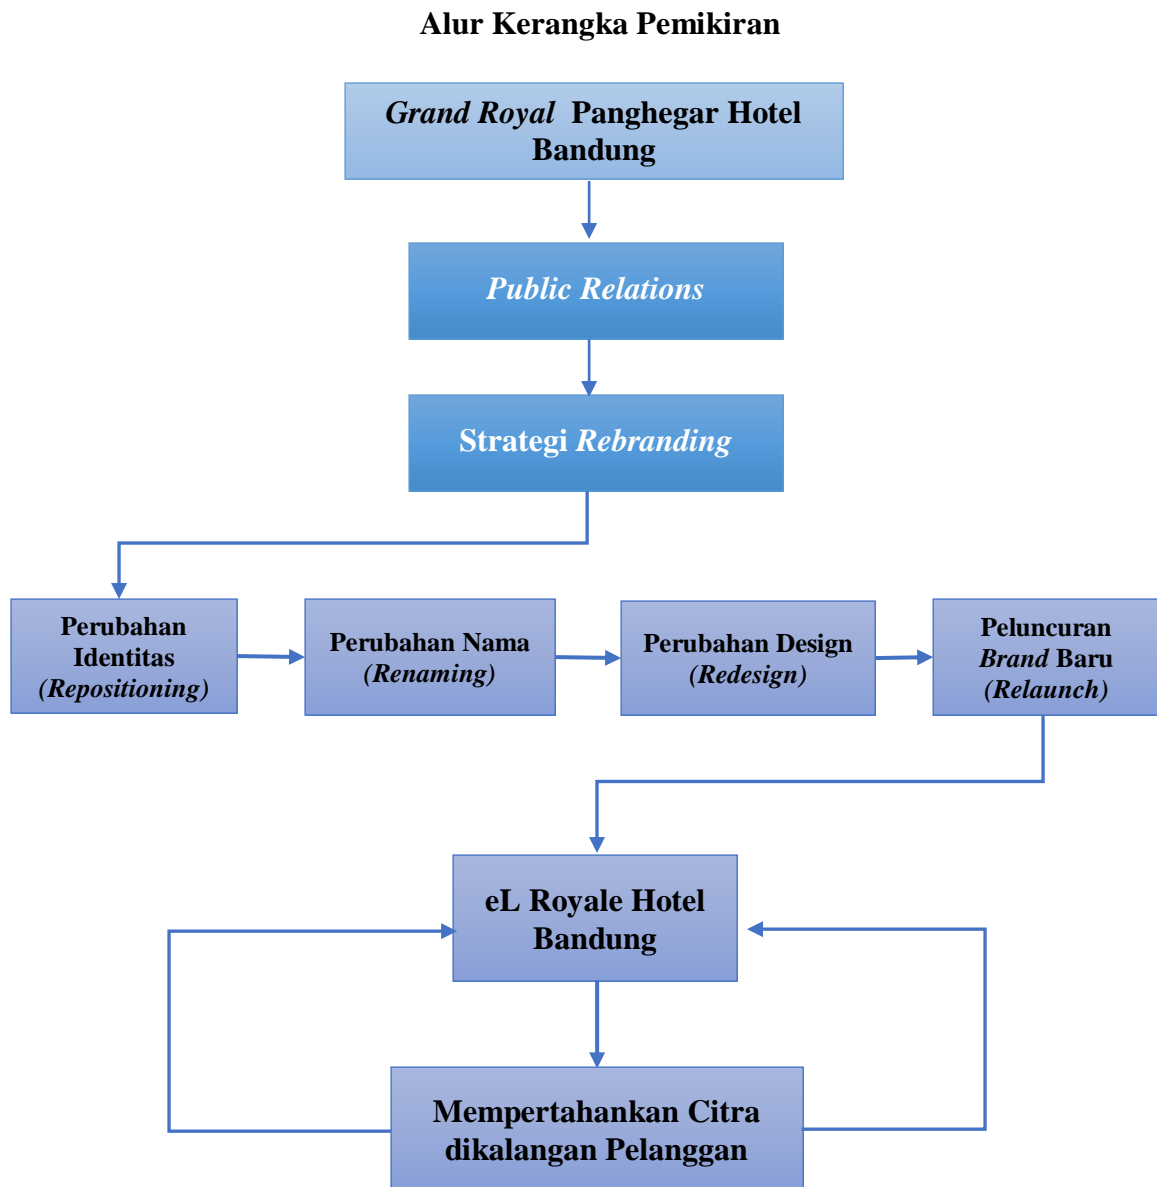 Alur Kerangka Pemikiran
Grand Royal Panghegar Hotel
Bandung
Public Relations
Strategi Rebranding
Perubahan
Identitas
(Repositioning)
Perubahan Nama
(Renaming)
Perubahan Design
(Redesign)
Peluncuran
Brand Baru
(Relaunch)
eL Royale Hotel
Bandung
Mempertahankan Citra
dikalangan Pelanggan